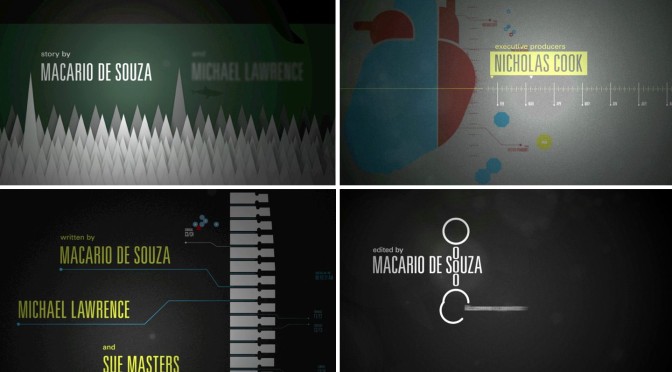 story by
MACARIO DE SOUZA
and
MICHAEL LAWRENCE
executive producers
NICHOLAS COOK
written by
MACARIO DE SOUZA
MICHAEL LAWRENCE
and
SUE MASTERS
edited by
MACARIO DE SOUZA